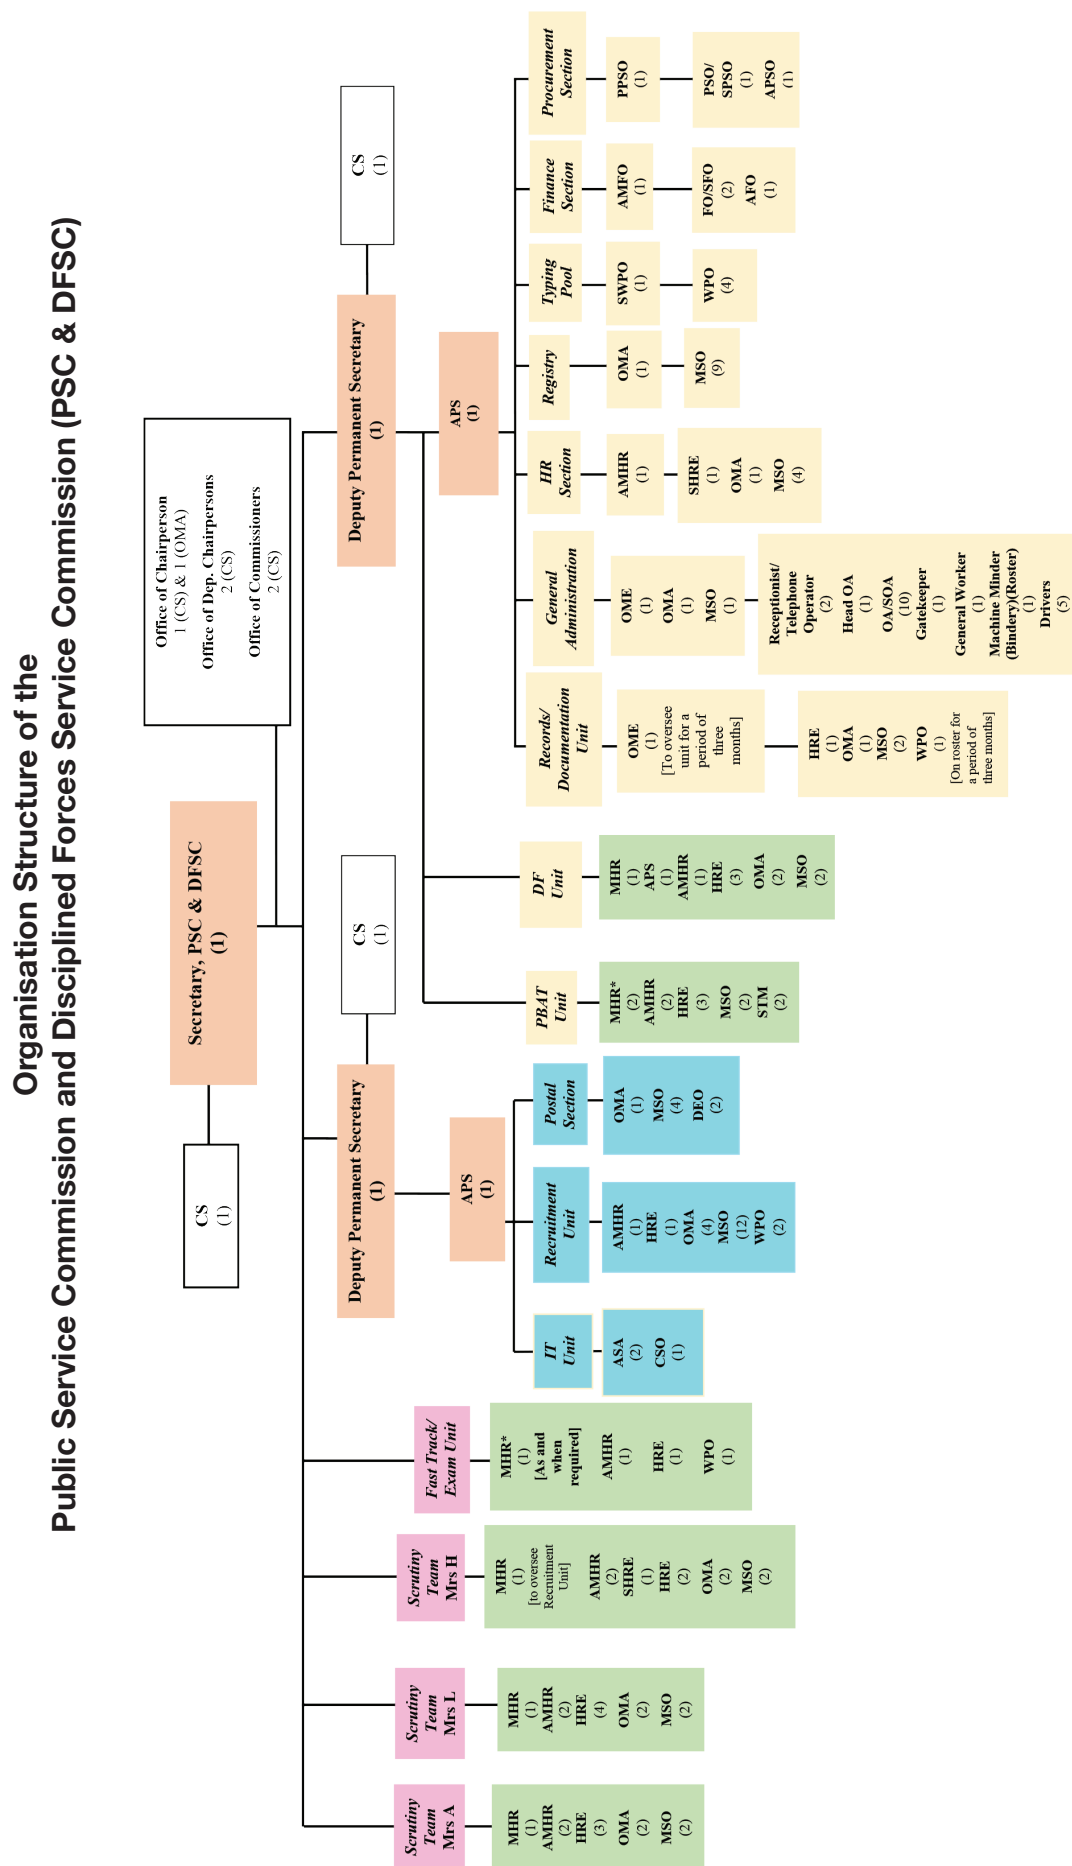 Organisation Structure of the
Public Service Commission and Disciplined Forces Service Commission (PSC & DFSC)
CS
(1)
Secretary, PSC & DFSC
(1)
Office of Chairperson
1 (CS) & 1 (OMA)
Office of Dep. Chairpersons
2 (CS)
Office of Commissioners
2 (CS)
Scrutiny
Team
Mrs A
MHR
(1)
AMHR
(2)
HRE
(3)
OMA
(2)
MSO
(2)
Scrutiny
Team
Mrs L
MHR
(1)
AMHR
(2)
HRE
(4)
OMA
(2)
MSO
(2)
Scrutiny
Team
Mrs H
MHR
(1)
[to oversee
Recruitment
Unit]
AMHR
(2)
SHRE
(1)
HRE
(2)
OMA
(2)
MSO
(2)
Fast Track/
Exam Unit
MHR*
(1)
[As and
when
required]
AMHR
(1)
HRE
(1)
WPO
(1)
Deputy Permanent Secretary
(1)
CS
(1)
APS
(1)
IT
Unit
ASA
(2)
CSO
(1)
Recruitment
Unit
AMHR
(1)
HRE
(1)
OMA
(4)
MSO
(12)
WPO
(2)
Postal
Section
OMA
(1)
MSO
(4)
DEO
(2)
Deputy Permanent Secretary
(1)
CS
(1)
PBAT
Unit
MHR*
(2)
AMHR
(2)
HRE
(3)
MSO
(2)
STM
(2)
DF
Unit
MHR
(1)
APS
(1)
AMHR
(1)
HRE
(3)
OMA
(2)
MSO
(2)
APS
(1)
Records/
Documentation
Unit
OME
(1)
[To oversee
unit for a
period of
three
months]
HRE
(1)
OMA
(1)
MSO
(2)
WPO
(1)
[On roster for
a period of
three months]
General
Administration
OME
(1)
OMA
(1)
MSO
(1)
Receptionist/
Telephone
Operator
(2)
Head OA
(1)
OA/SOA
(10)
Gatekeeper
(1)
General Worker
(1)
Machine Minder
(Bindery)(Roster)
(1)
Drivers
(5)
HR
Section
AMHR
(1)
SHRE
(1)
OMA
(1)
MSO
(4)
Registry
OMA
(1)
MSO
(9)
Typing
Pool
SWPO
(1)
WPO
(4)
Finance
Section
AMFO
(1)
FO/SFO
(2)
AFO
(1)
Procurement
Section
PPSO
(1)
PSO/
SPSO
(1)
APSO
(1)